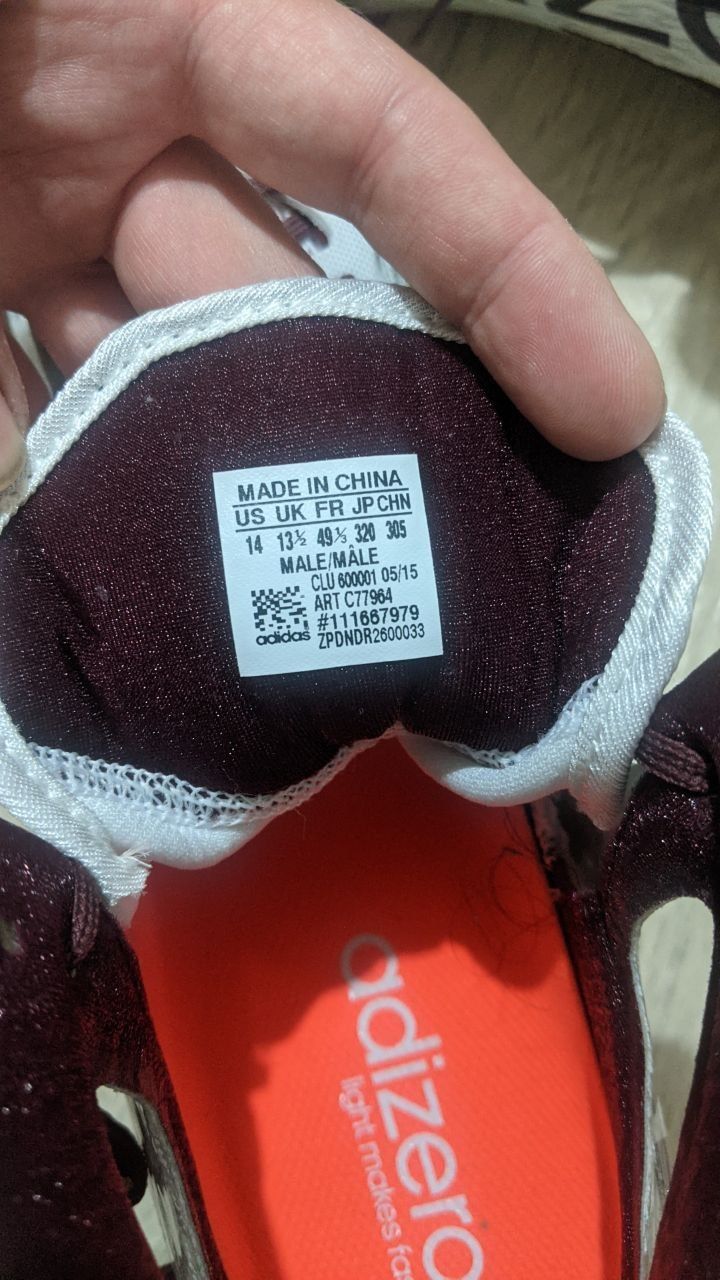 MADE IN CHINA
US UK FR JP CHN
14 13½ 49⅓ 320 305
MALE/MÂLE
CLU 600001 05/15
ART C77964
#111667979
adidas ZPDNDR2600033
adizero
light makes fas